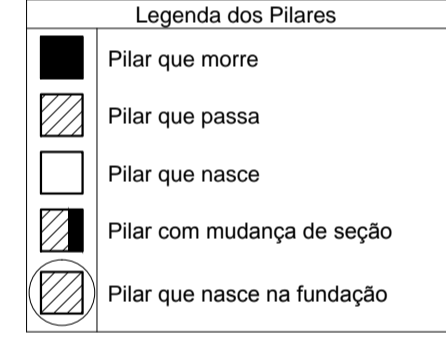 Legenda dos Pilares
Pilar que morre
Pilar que passa
Pilar que nasce
Pilar com mudança de seção
Pilar que nasce na fundação